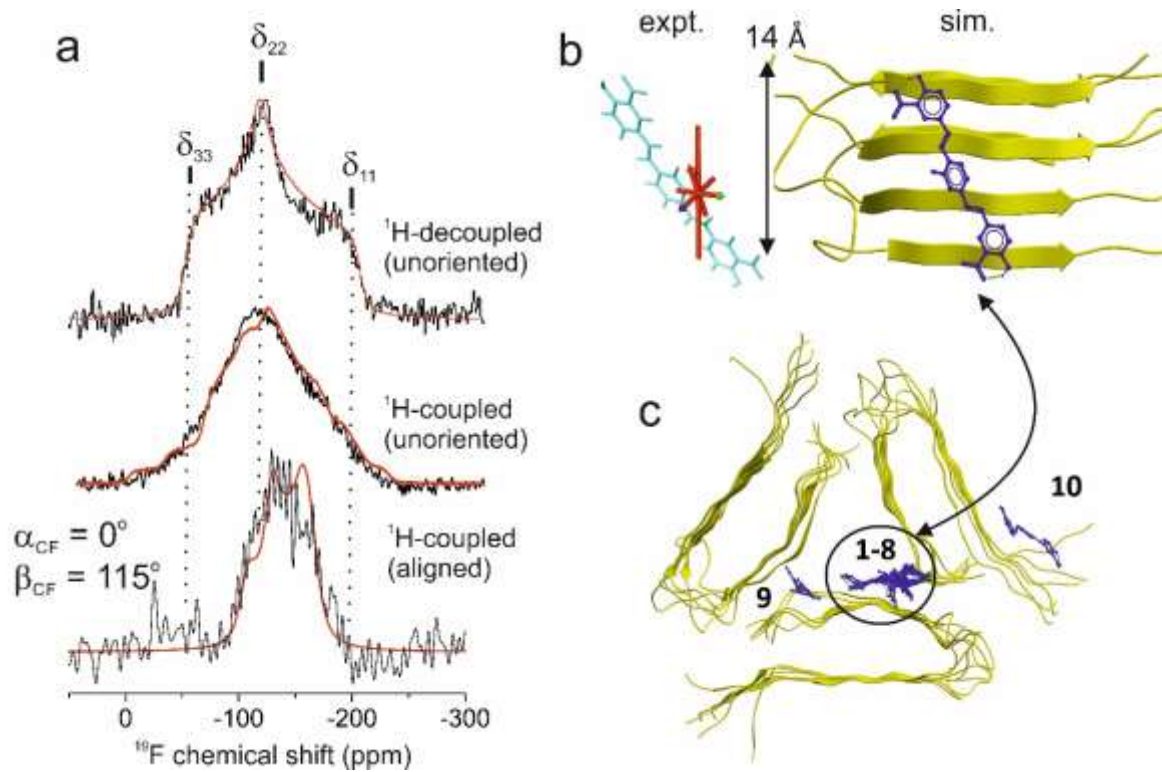 a
δ22
δ33
δ11
1H-decoupled
(unoriented)
1H-coupled
(unoriented)
αCF = 0°
βCF = 115°
1H-coupled
(aligned)
0
-100
-200
-300
19F chemical shift (ppm)
b
expt.
14 Å
sim.
c
10
1-8
9